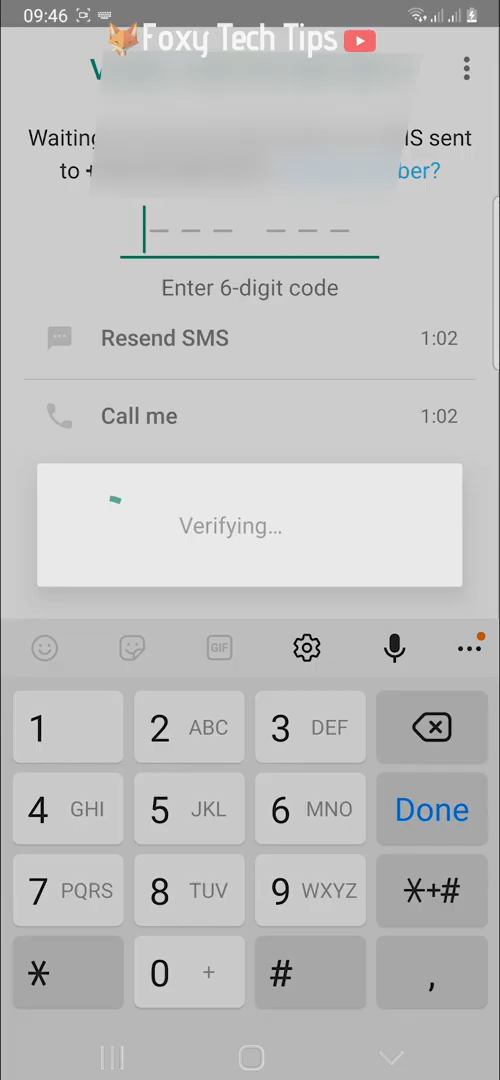 09:46
Foxy Tech Tips
Waiting SMS sent
to
Enter 6-digit code
Resend SMS 1:02
Call me 1:02
Verifying...
GIF
1 2 ABC 3 DEF
4 GHI 5 JKL 6 MNO Done
7 PQRS 8 TUV 9 WXYZ *+#
* 0 + # ,